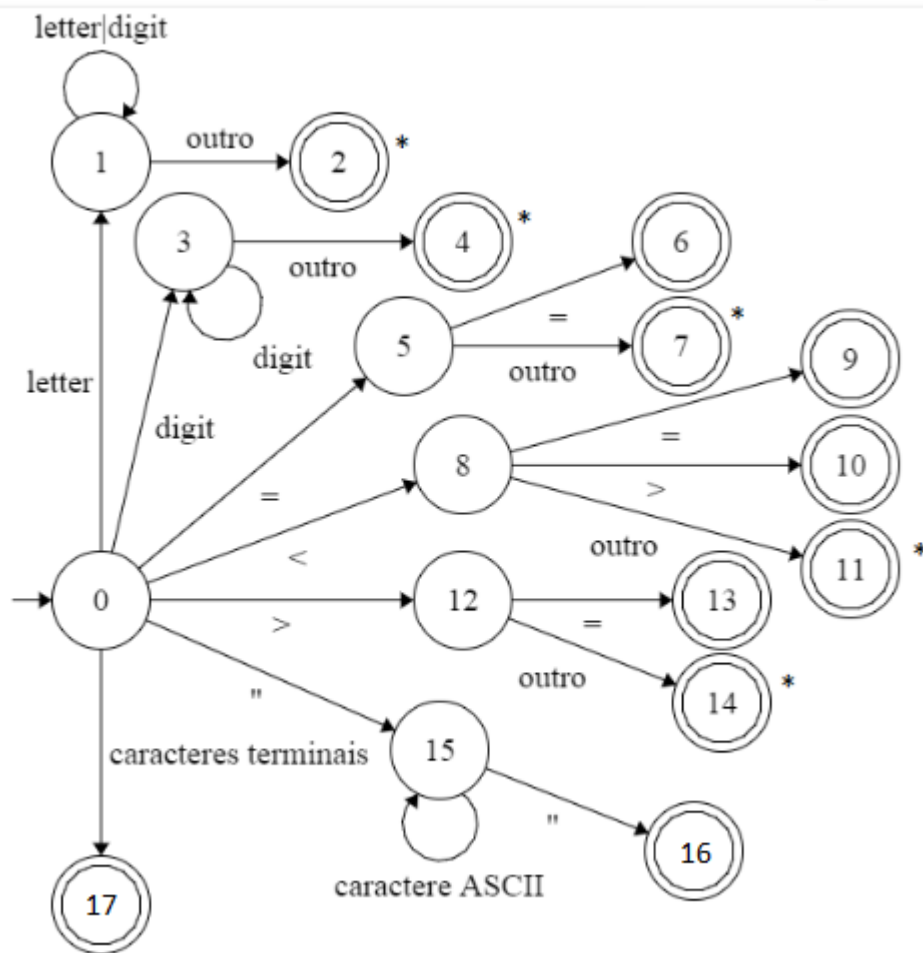 letter|digit
1
outro
2
*
3
outro
4
*
6
digit
5
=
outro
7
*
9
letter
digit
=
8
=
10
>
<
outro
11
*
0
>
12
=
13
outro
14
*
"
caracteres terminais
15
"
16
caractere ASCII
17